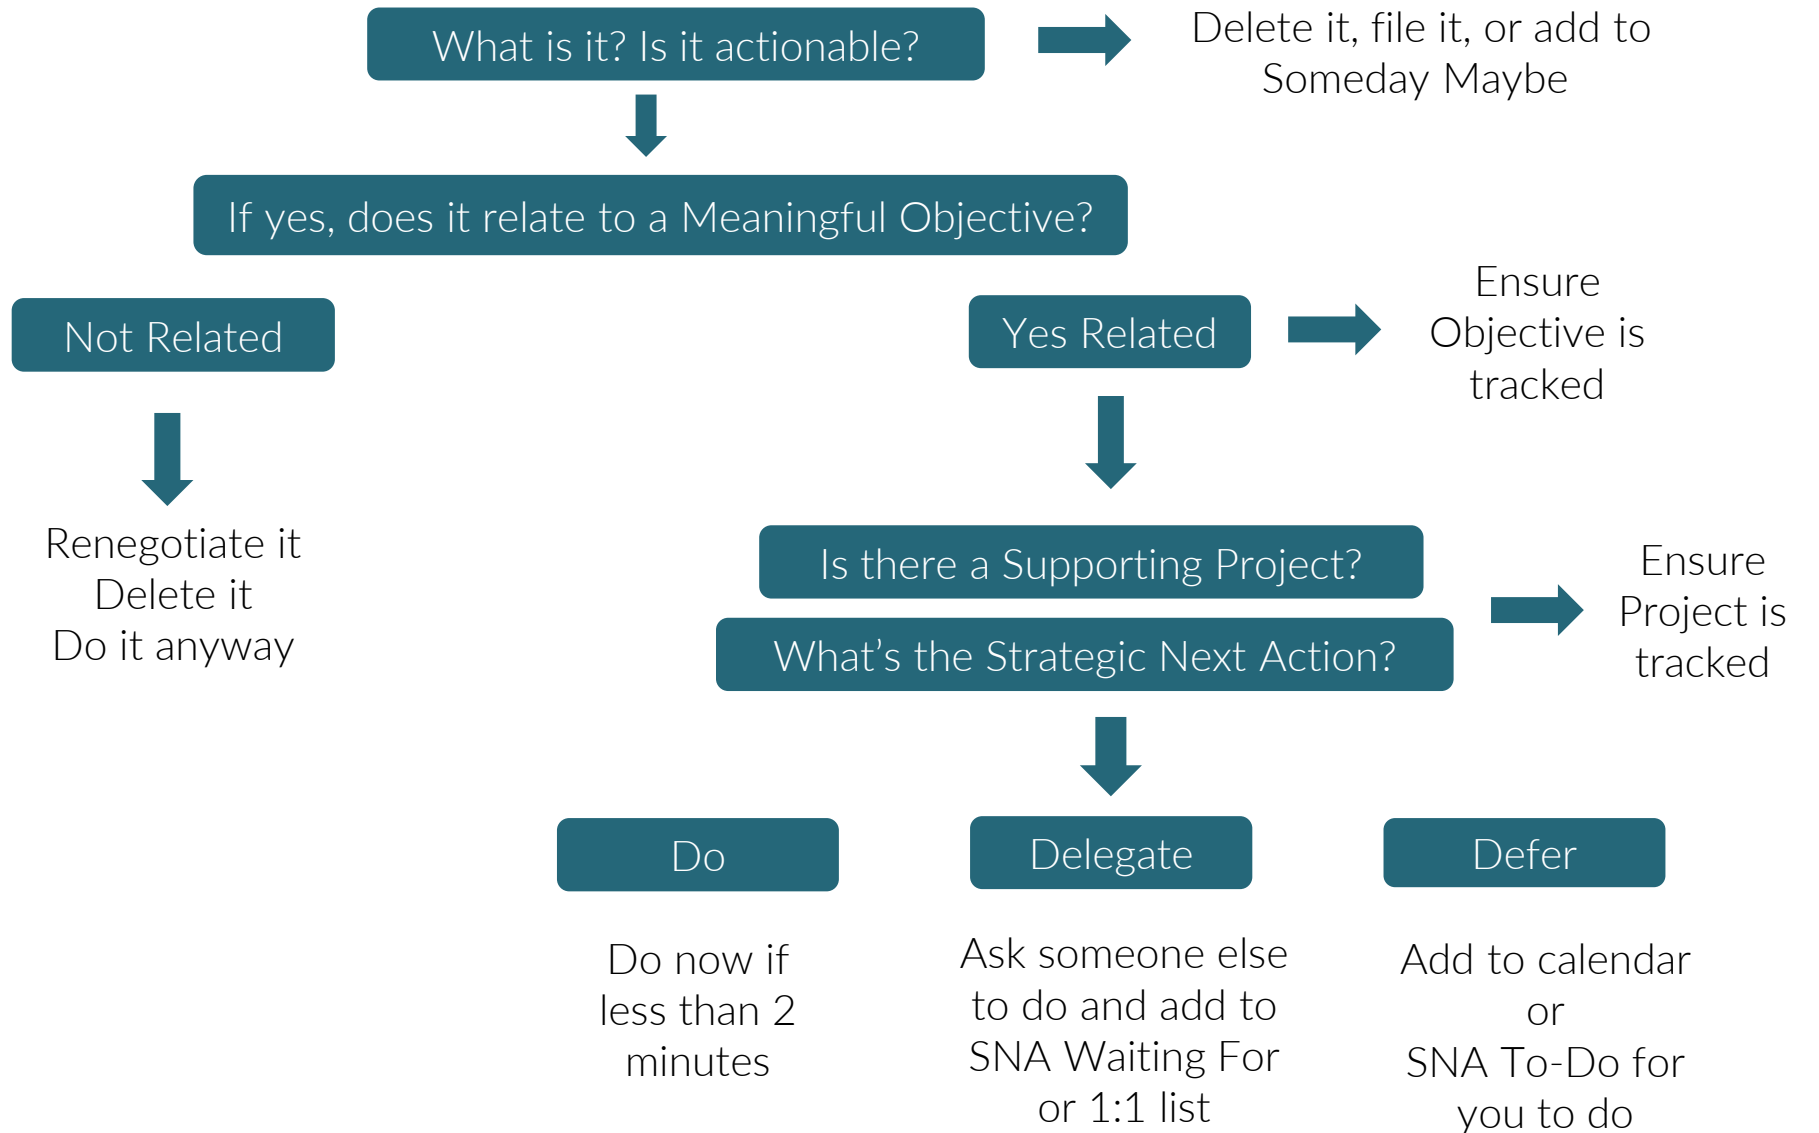 What is it? Is it actionable?
Delete it, file it, or add to
Someday Maybe
If yes, does it relate to a Meaningful Objective?
Not Related
Yes Related
Ensure
Objective is
tracked
Renegotiate it
Delete it
Do it anyway
Is there a Supporting Project?
What’s the Strategic Next Action?
Ensure
Project is
tracked
Do
Delegate
Defer
Do now if
less than 2
minutes
Ask someone else
to do and add to
SNA Waiting For
or 1:1 list
Add to calendar
or
SNA To-Do for
you to do